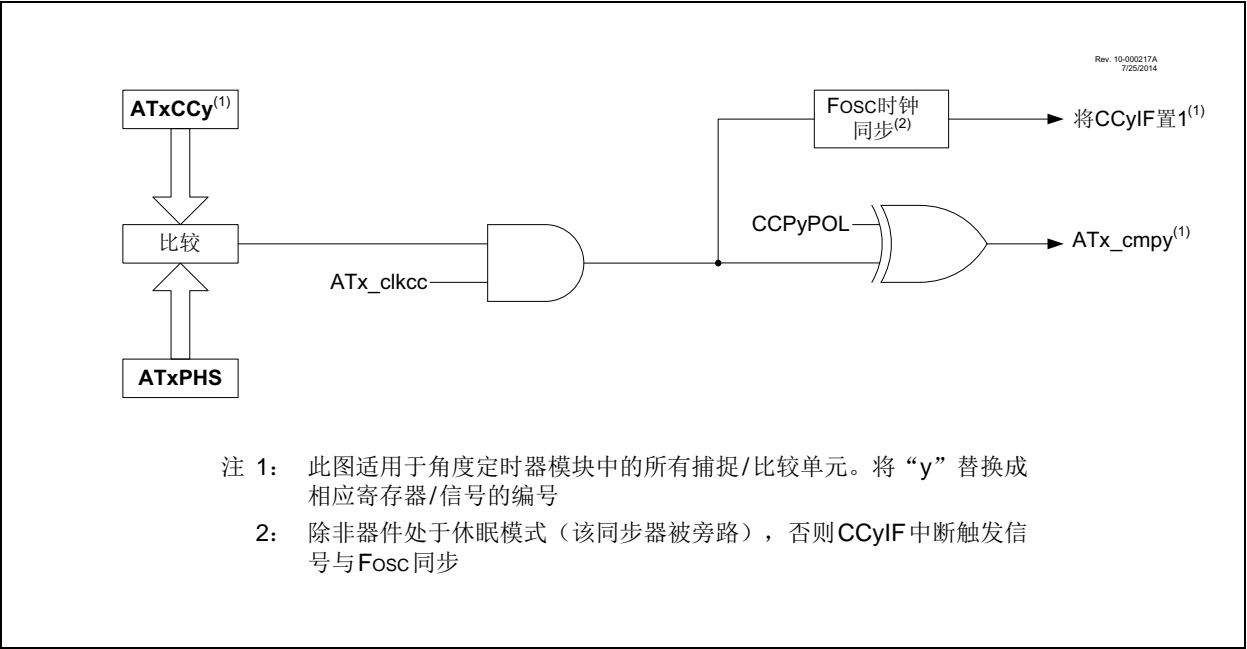 Rev. 10-000217A
7/25/2014
ATxCCy(1)
FOSC时钟
同步(2)
将CCyIF置1(1)
比较
CCPyPOL
ATx_cmpy(1)
ATx_clkcc
ATxPHS
注 1： 此图适用于角度定时器模块中的所有捕捉/比较单元。将“y”替换成
相应寄存器/信号的编号
2： 除非器件处于休眠模式（该同步器被旁路），否则CCyIF中断触发信
号与FOSC同步